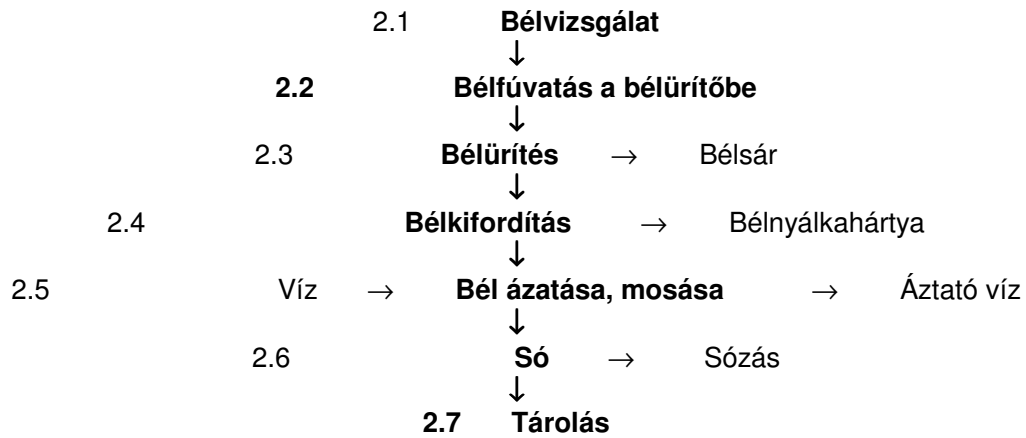 2.1 Bélvizsgálat
↓
2.2 Bélfúvatás a bélürítőbe
↓
2.3 Bélürítés → Bélsár
↓
2.4 Bélkifordítás → Bélnyálkahártya
↓
2.5 Víz → Bél ázatása, mosása → Áztató víz
↓
2.6 Só → Sózás
↓
2.7 Tárolás